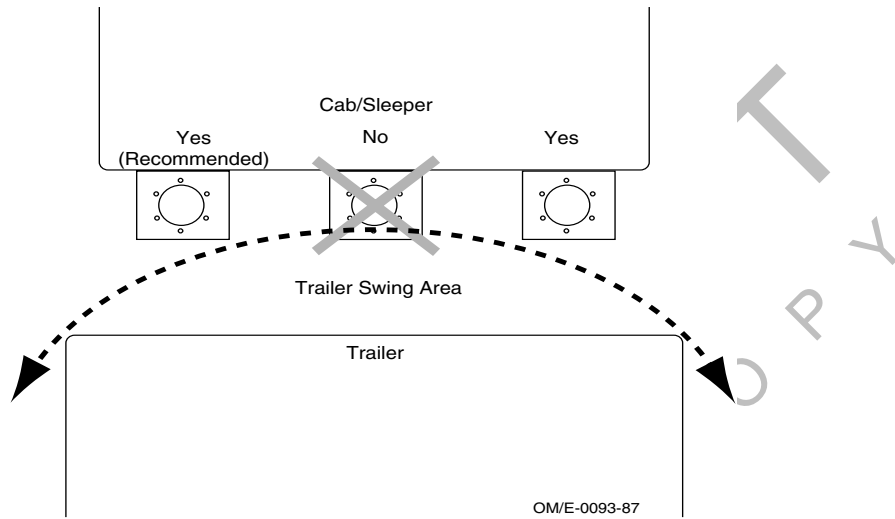 Cab/Sleeper
Yes
(Recommended)
No
Yes
Trailer Swing Area
Trailer
OM/E-0093-87
T
O P Y